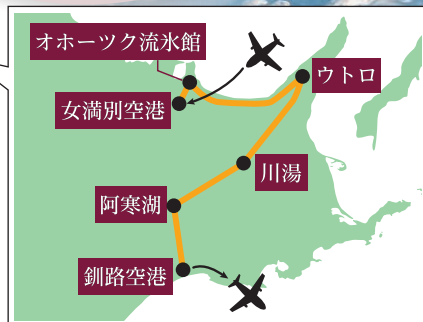 オホーツク流氷館
ウトロ
女満別空港
川湯
阿寒湖
釧路空港